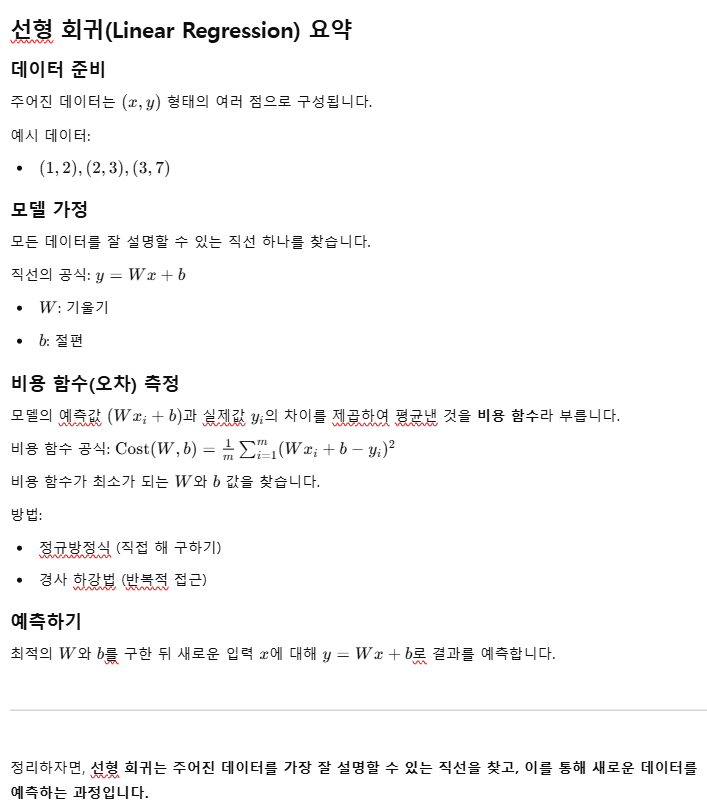 선형 회귀(Linear Regression) 요약
데이터 준비
주어진 데이터는 (x, y) 형태의 여러 점으로 구성됩니다.
예시 데이터:
• (1, 2), (2, 3), (3, 7)
모델 가정
모든 데이터를 잘 설명할 수 있는 직선 하나를 찾습니다.
직선의 공식: y = Wx + b
• W: 기울기
• b: 절편
비용 함수(오차) 측정
모델의 예측값 (Wx_i + b)과 실제값 y_i의 차이를 제곱하여 평균낸 것을 비용 함수라 부릅니다.
비용 함수 공식: Cost(W, b) = \frac{1}{m} \sum_{i=1}^{m} (Wx_i + b − y_i)^2
비용 함수가 최소가 되는 W와 b 값을 찾습니다.
방법:
• 정규방정식 (직접 해 구하기)
• 경사 하강법 (반복적 접근)
예측하기
최적의 W와 b를 구한 뒤 새로운 입력 x에 대해 y = Wx + b로 결과를 예측합니다.
정리하자면, 선형 회귀는 주어진 데이터를 가장 잘 설명할 수 있는 직선을 찾고, 이를 통해 새로운 데이터를
예측하는 과정입니다.